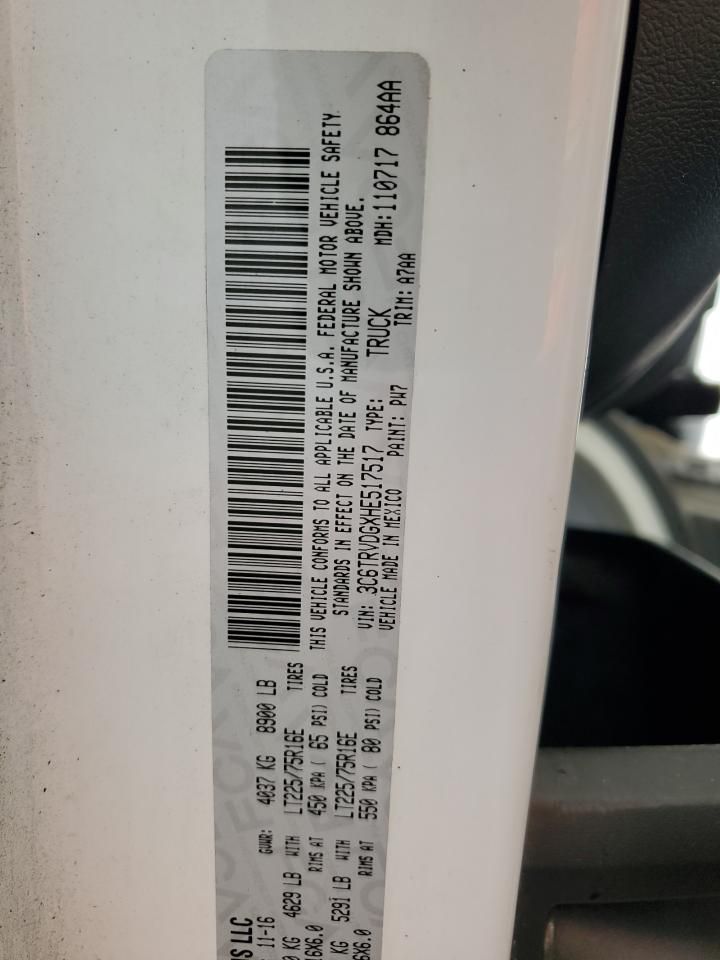 US LLC
11-16 GVWR: 4037 KG 8900 LB
KG 4629 LB WITH LT225/75R16E TIRES
16X6.0 RIMS AT 450 KPA ( 65 PSI) COLD
KG 5291 LB WITH LT225/75R16E TIRES
6X6.0 RIMS AT 550 KPA ( 80 PSI) COLD
THIS VEHICLE CONFORMS TO ALL APPLICABLE U.S.A. FEDERAL MOTOR VEHICLE SAFETY
STANDARDS IN EFFECT ON THE DATE OF MANUFACTURE SHOWN ABOVE.
VIN: 3C6TRVDGXHE517517 TYPE: TRUCK MDH: 110717 864AA
VEHICLE MADE IN MEXICO PAINT: PW7 TRIM: A7AA